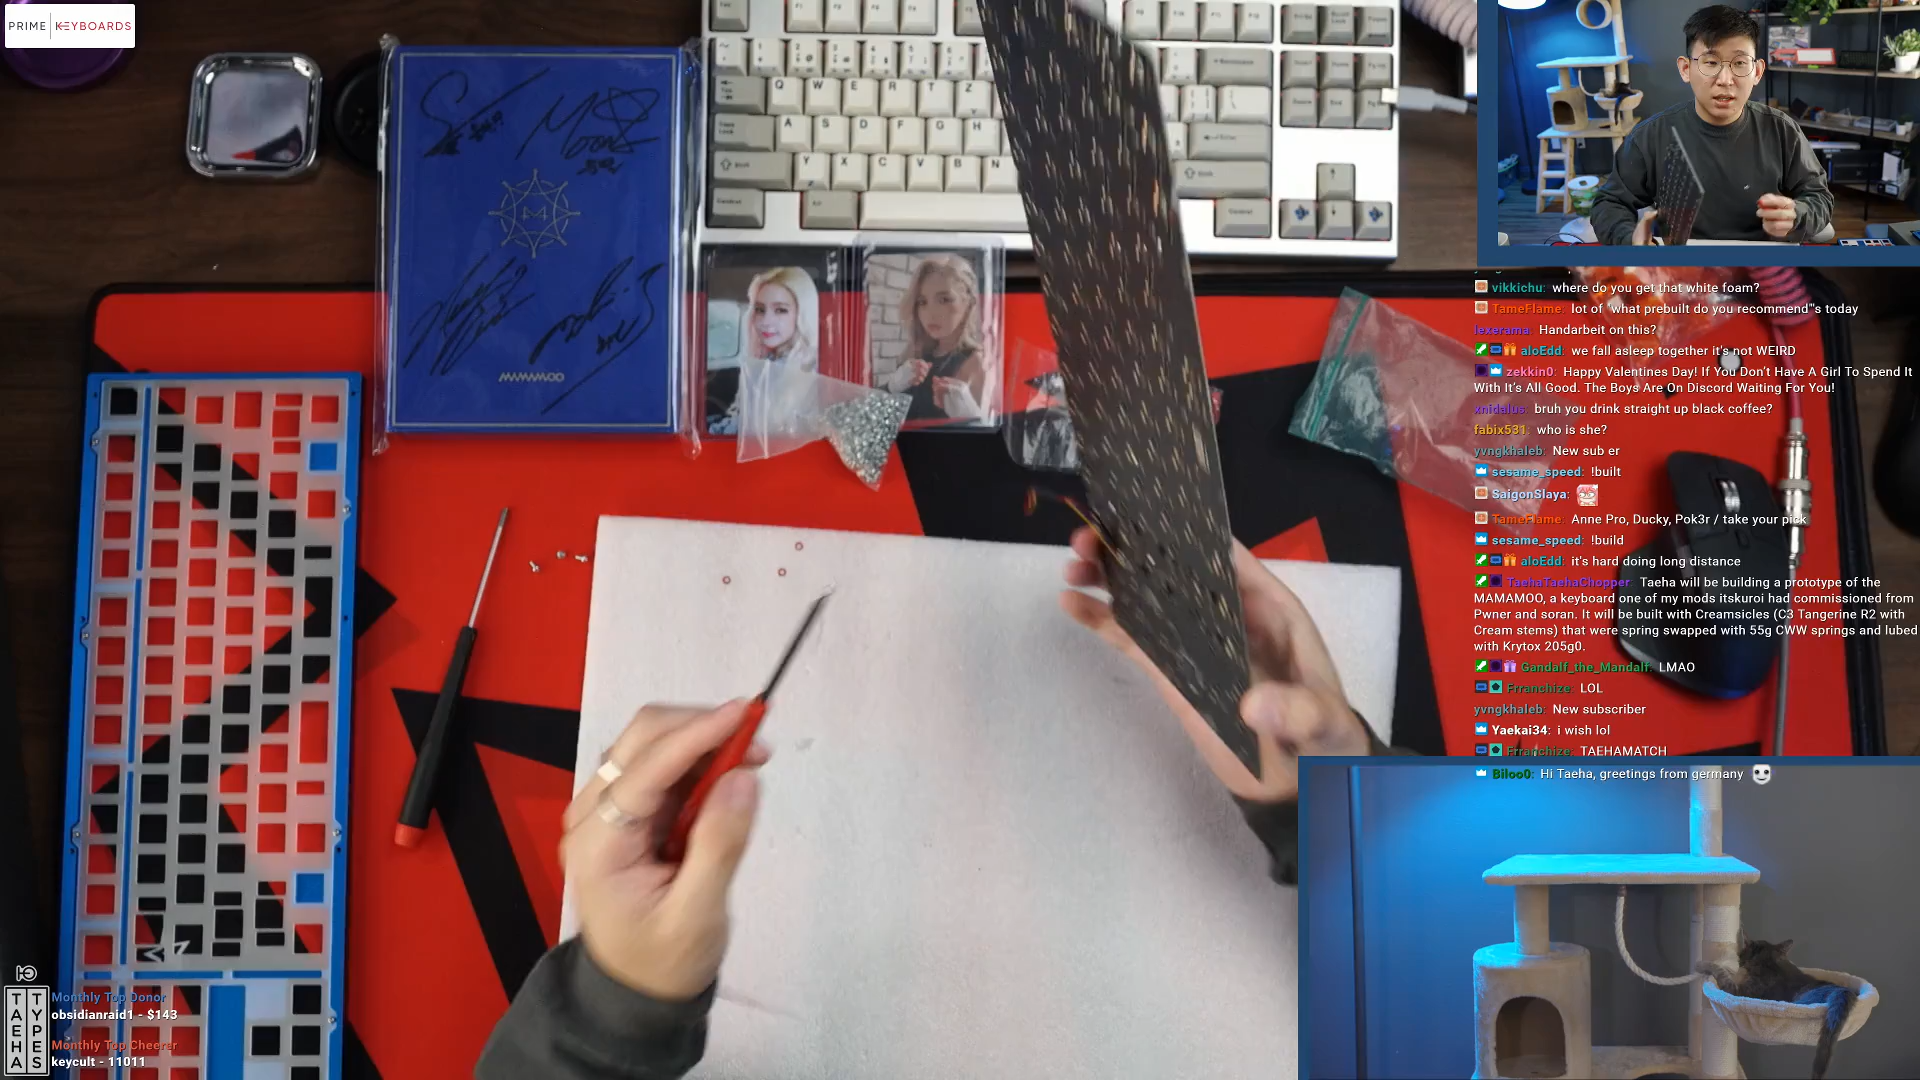 PRIME | KEYBOARDS
MAMAMOO
Q W E R T Z
A S D F G H
Y X C V B N
vikkichu: where do you get that white foam?
TameFlame: lot of "what prebuilt do you recommend"'s today
lexerama: Handarbeit on this?
aloEdd: we fall asleep together it's not WEIRD
zekkin0: Happy Valentines Day! If You Don't Have A Girl To Spend It
With It's All Good. The Boys Are On Discord Waiting For You!
xnidalus: bruh you drink straight up black coffee?
fabix531: who is she?
yvngkhaleb: New sub er
sesame_speed: !built
SaigonSlaya:
TameFlame: Anne Pro, Ducky, Pok3r / take your pick
sesame_speed: !build
aloEdd: it's hard doing long distance
TaehaTaehaChopper: Taeha will be building a prototype of the
MAMAMOO, a keyboard one of my mods itskuroi had commissioned from
Pwner and soran. It will be built with Creamsicles (C3 Tangerine R2 with
Cream stems) that were spring swapped with 55g CWW springs and lubed
with Krytox 205g0.
Gandalf_the_Mandalf: LMAO
Frranchize: LOL
yvngkhaleb: New subscriber
Yaekai34: i wish lol
Frranchize: TAEHAMATCH
Biloo0: Hi Taeha, greetings from germany
TAEHA
TYPES
Monthly Top Donor
obsidianraid1 - $143
Monthly Top Cheerer
keycult - 11011